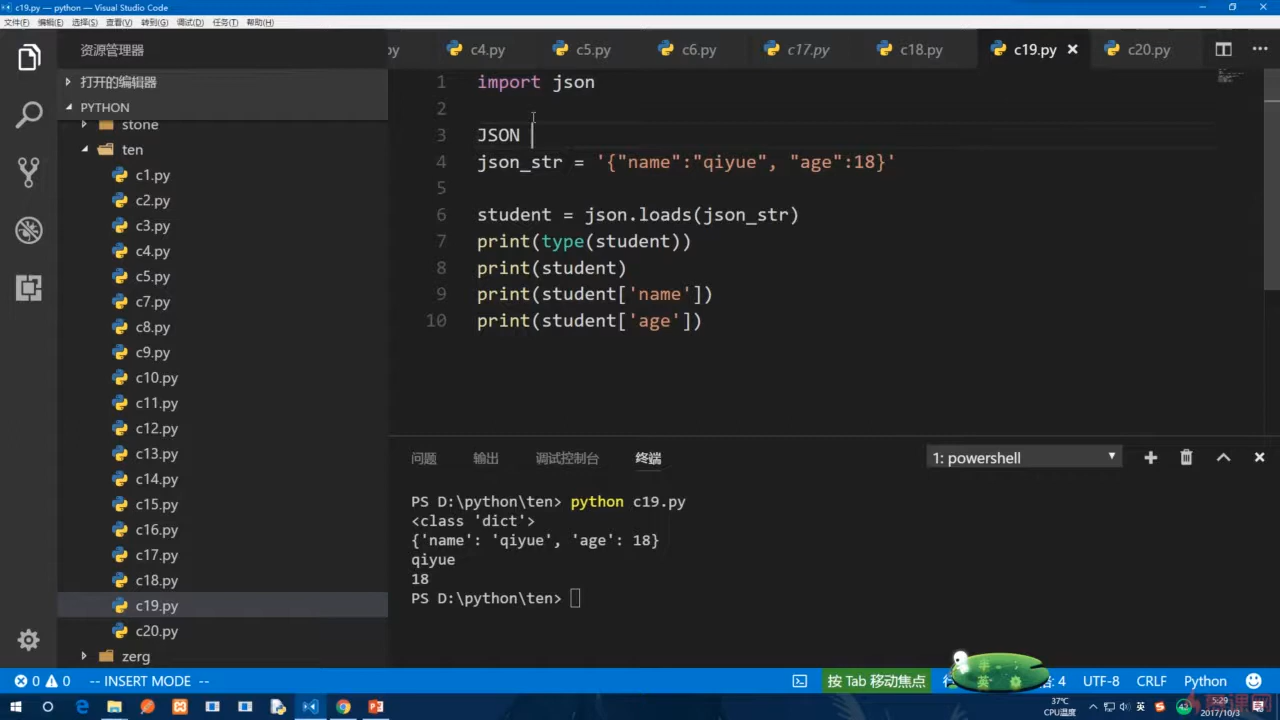 c19.py — python — Visual Studio Code
文件(F) 编辑(E) 选择(S) 查看(V) 转到(G) 调试(D) 任务(T) 帮助(H)
资源管理器
py c4.py c5.py c6.py c17.py c18.py c19.py c20.py
打开的编辑器
PYTHON
stone
ten
c1.py
c2.py
c3.py
c4.py
c5.py
c7.py
c8.py
c9.py
c10.py
c11.py
c12.py
c13.py
c14.py
c15.py
c16.py
c17.py
c18.py
c19.py
c20.py
zerg
1 import json
2
3 JSON
4 json_str = '{"name":"qiyue", "age":18}'
5
6 student = json.loads(json_str)
7 print(type(student))
8 print(student)
9 print(student['name'])
10 print(student['age'])
问题 输出 调试控制台 终端 1: powershell
PS D:\python\ten> python c19.py
<class 'dict'>
{'name': 'qiyue', 'age': 18}
qiyue
18
PS D:\python\ten>
0 0 -- INSERT MODE -- 按 Tab 移动焦点 : 4 UTF-8 CRLF Python
37℃
CPU温度
英
43
5:29
2017/10/3